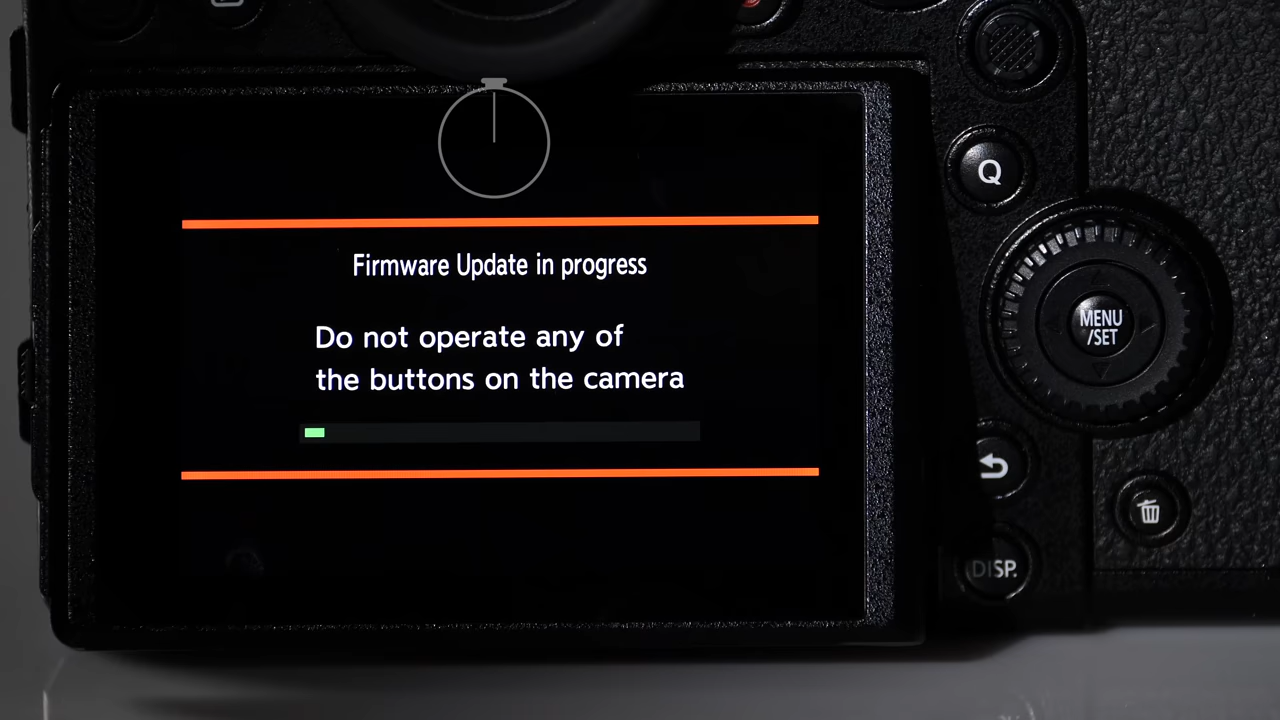 Firmware Update in progress
Do not operate any of
the buttons on the camera
Q
MENU
/SET
DISP.